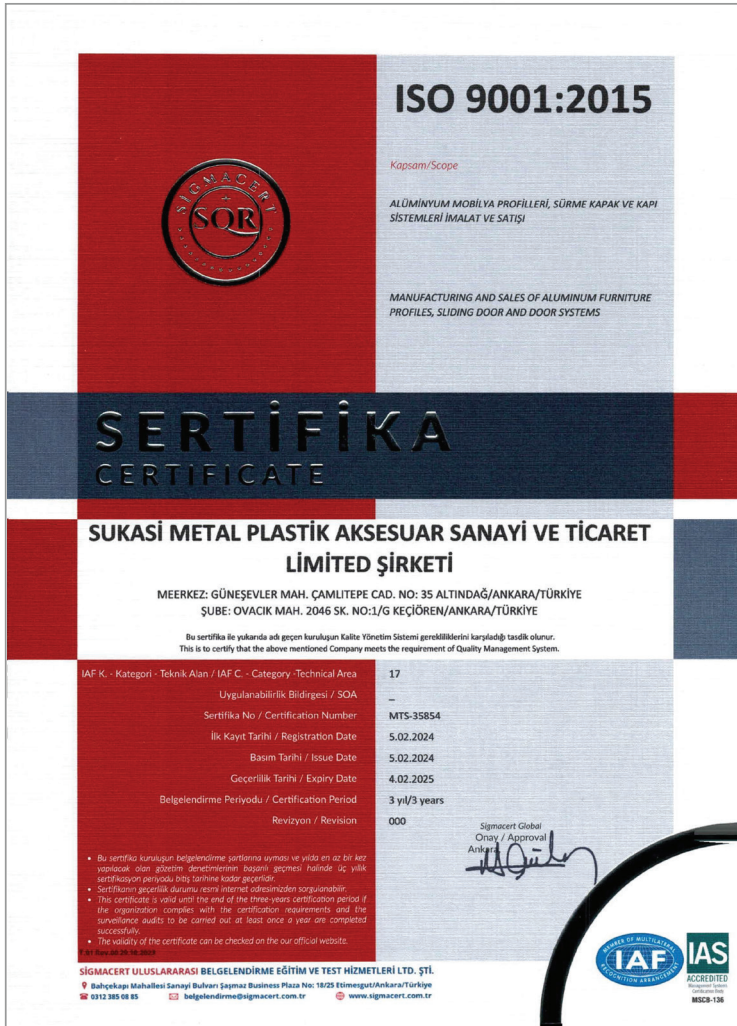 ISO 9001:2015
SİGMACERT
SQR
Kapsam/Scope
ALÜMİNYUM MOBİLYA PROFİLLERİ, SÜRME KAPAK VE KAPI
SİSTEMLERİ İMALAT VE SATIŞI
MANUFACTURING AND SALES OF ALUMINUM FURNITURE
PROFILES, SLIDING DOOR AND DOOR SYSTEMS
SERTİFİKA
CERTIFICATE
SUKASİ METAL PLASTİK AKSESUAR SANAYİ VE TİCARET
LİMİTED ŞİRKETİ
MEERKEZ: GÜNEŞEVLER MAH. ÇAMLITEPE CAD. NO: 35 ALTINDAĞ/ANKARA/TÜRKİYE
ŞUBE: OVACIK MAH. 2046 SK. NO:1/G KEÇİÖREN/ANKARA/TÜRKİYE
Bu sertifika ile yukarıda adı geçen kuruluşun Kalite Yönetim Sistemi gerekliliklerini karşıladığı tasdik olunur.
This is to certify that the above mentioned Company meets the requirement of Quality Management System.
IAF K. - Kategori - Teknik Alan / IAF C. - Category -Technical Area 17
Uygulanabilirlik Bildirgesi / SOA _
Sertifika No / Certification Number MTS-35854
İlk Kayıt Tarihi / Registration Date 5.02.2024
Basım Tarihi / Issue Date 5.02.2024
Geçerlilik Tarihi / Expiry Date 4.02.2025
Belgelendirme Periyodu / Certification Period 3 yıl/3 years
Revizyon / Revision 000
Sigmacert Global
Onay / Approval
Ankara
• Bu sertifika kuruluşun belgelendirme şartlarına uyması ve yılda en az bir kez
yapılacak olan gözetim denetimlerinin başarılı geçmesi halinde üç yıllık
sertifikasyon periyodu bitiş tarihine kadar geçerlidir.
• Sertifikanın geçerlilik durumu resmi internet adresimizden sorgulanabilir.
• This certificate is valid until the end of the three-years certification period if
the organization complies with the certification requirements and the
surveillance audits to be carried out at least once a year are completed
successfully.
• The validity of the certificate can be checked on the our official website.
SİGMACERT ULUSLARARASI BELGELENDİRME EĞİTİM VE TEST HİZMETLERİ LTD. ŞTİ.
Bahçekapı Mahallesi Sanayi Bulvarı Şaşmaz Business Plaza No: 18/25 Etimesgut/Ankara/Türkiye
0312 385 08 85 belgelendirme@sigmacert.com.tr www.sigmacert.com.tr
MEMBER OF MULTILATERAL
IAF
RECOGNITION ARRANGEMENT
IAS
ACCREDITED
Management Systems
Certification Body
MSCB-136